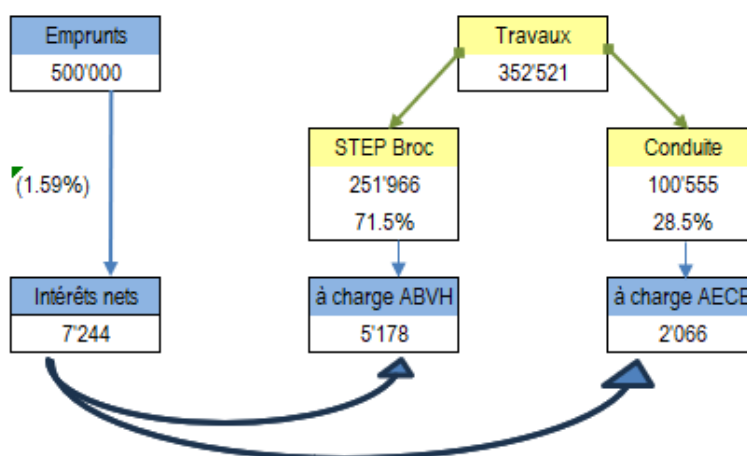 Emprunts
500'000
Travaux
352'521
(1.59%)
STEP Broc
251'966
71.5%
Conduite
100'555
28.5%
Intérêts nets
7'244
à charge ABVH
5'178
à charge AECE
2'066